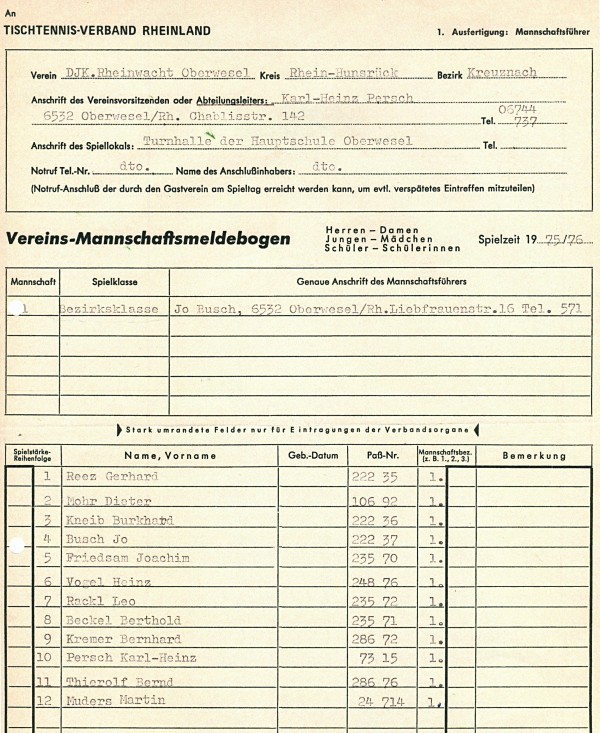 An
TISCHTENNIS-VERBAND RHEINLAND
1. Ausfertigung: Mannschaftsführer
Verein DJK.Rheinwacht Oberwesel Kreis Rhein-Hunsrück Bezirk Kreuznach
Anschrift des Vereinsvorsitzenden oder Abteilungsleiters: Karl-Heinz Persch
6532 Oberwesel/Rh. Chablisstr. 142 Tel. 06744 737
Anschrift des Spiellokals: Turnhalle der Hauptschule Oberwesel Tel.
Notruf Tel.-Nr. dto. Name des Anschlußinhabers: dto.
(Notruf-Anschluß der durch den Gastverein am Spieltag erreicht werden kann, um evtl. verspätetes Eintreffen mitzuteilen)
Vereins-Mannschaftsmeldebogen
Herren – Damen
Jungen – Mädchen
Schüler – Schülerinnen
Spielzeit 19 75/76
Mannschaft Spielklasse Genaue Anschrift des Mannschaftsführers
1 Bezirksklasse Jo Busch, 6532 Oberwesel/Rh.Liebfrauenstr.16 Tel. 571
Stark umrandete Felder nur für Eintragungen der Verbandsorgane
Spielstärke-Reihenfolge Name, Vorname Geb.-Datum Paß-Nr. Mannschaftsbez. (z. B. 1., 2., 3.) Bemerkung
1 Reez Gerhard 222 35 1.
2 Mohr Dieter 106 92 1.
3 Kneib Burkhard 222 36 1.
4 Busch Jo 222 37 1.
5 Friedsam Joachim 235 70 1.
6 Vogel Heinz 248 76 1.
7 Rackl Leo 235 72 1.
8 Beckel Berthold 235 71 1.
9 Kremer Bernhard 286 72 1.
10 Persch Karl-Heinz 73 15 1.
11 Thierolf Bernd 286 76 1.
12 Muders Martin 24 714 1.